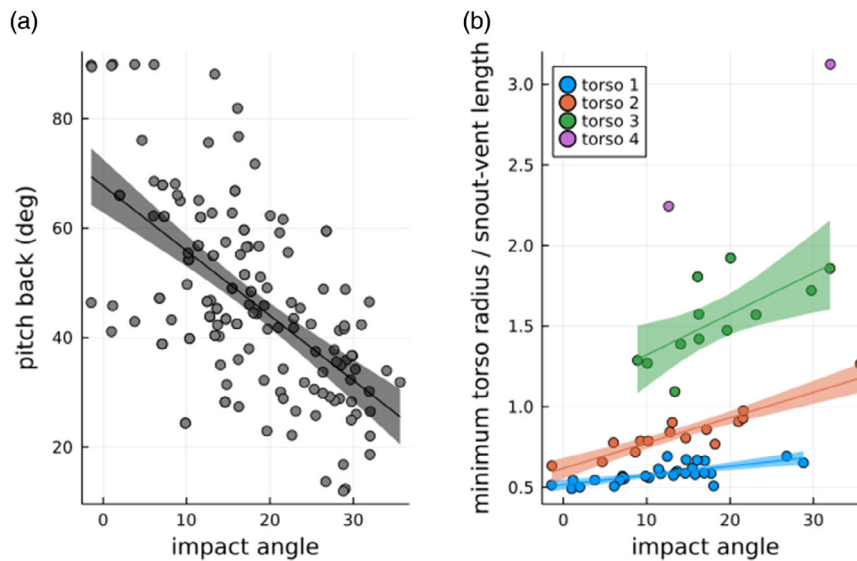 (a)
80
60
40
20
pitch back (deg)
0
10
20
30
impact angle
(b)
torso 1
torso 2
torso 3
torso 4
3.0
2.5
2.0
1.5
1.0
0.5
minimum torso radius / snout-vent length
0
10
20
30
impact angle